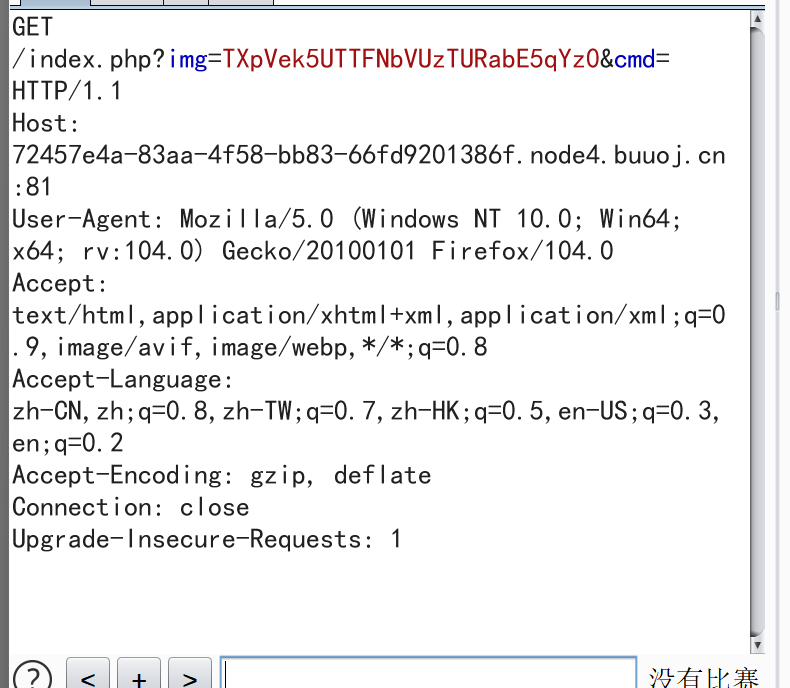 GET
/index.php?img=TXpVek5UTTFNbVUzTURabE5qYz0&cmd=
HTTP/1.1
Host:
72457e4a-83aa-4f58-bb83-66fd9201386f.node4.buuoj.cn
:81
User-Agent: Mozilla/5.0 (Windows NT 10.0; Win64;
x64; rv:104.0) Gecko/20100101 Firefox/104.0
Accept:
text/html,application/xhtml+xml,application/xml;q=0
.9,image/avif,image/webp,*/*;q=0.8
Accept-Language:
zh-CN,zh;q=0.8,zh-TW;q=0.7,zh-HK;q=0.5,en-US;q=0.3,
en;q=0.2
Accept-Encoding: gzip, deflate
Connection: close
Upgrade-Insecure-Requests: 1
? < + > 没有比赛